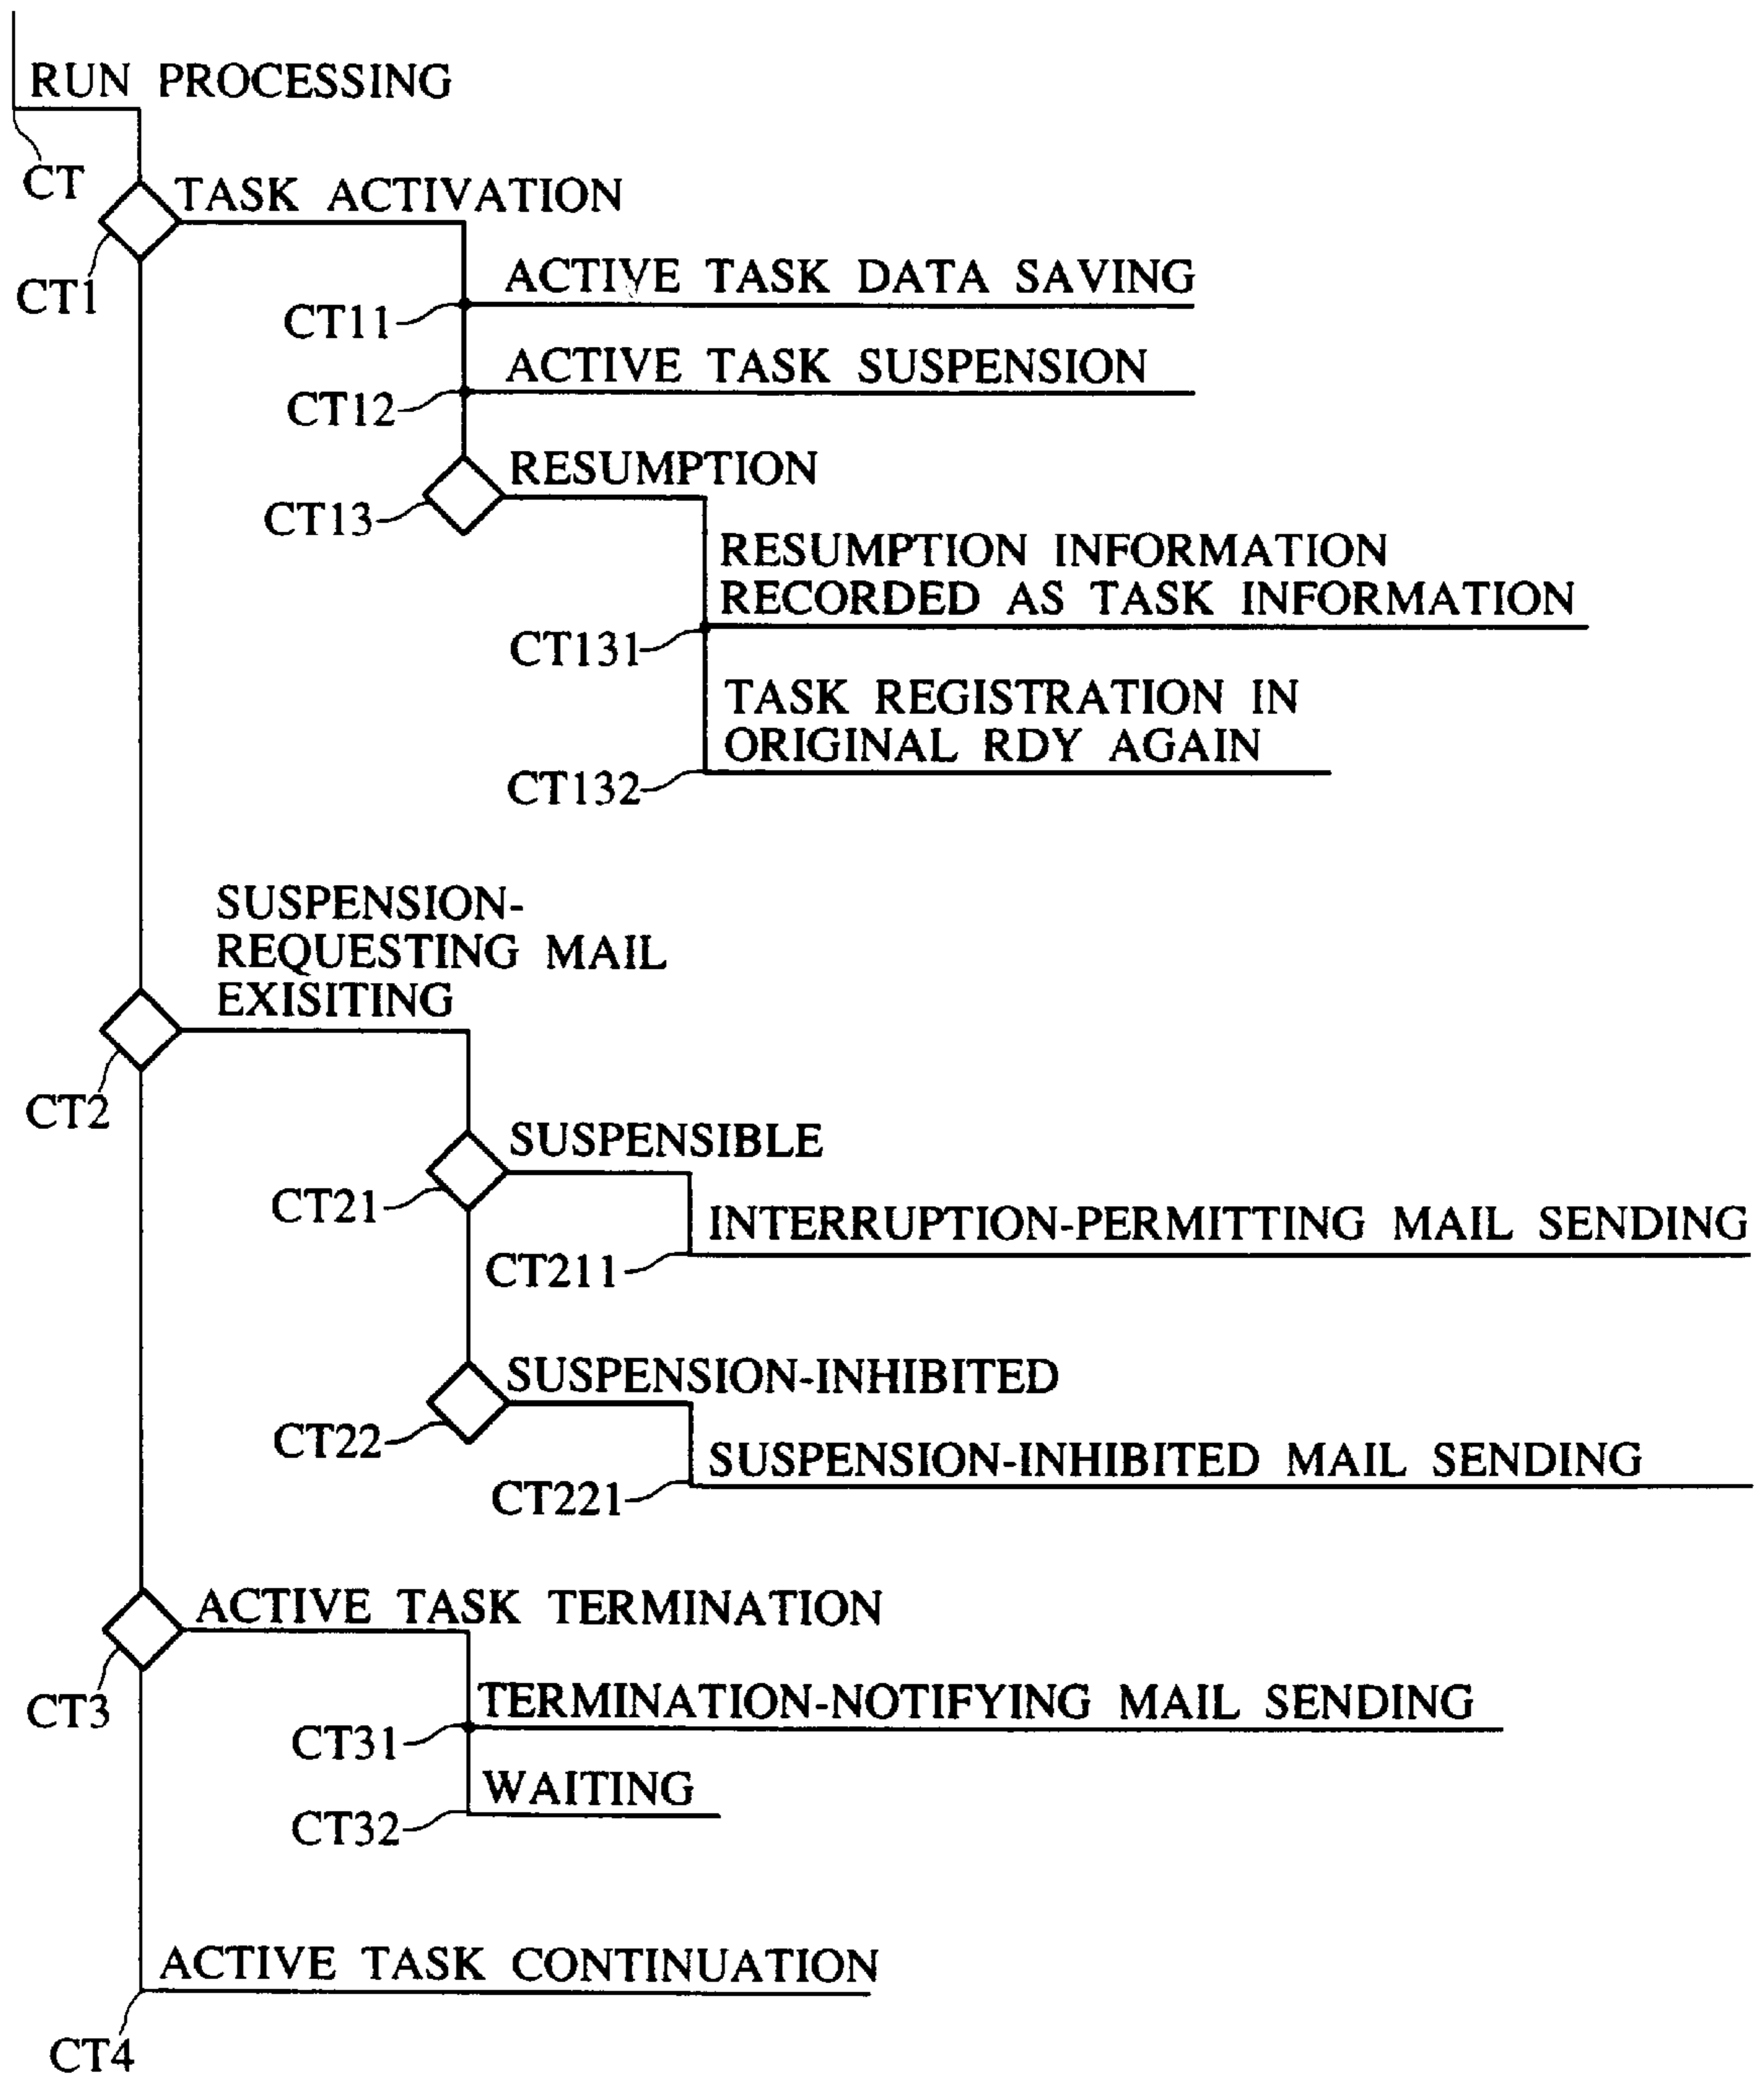 RUN PROCESSING
CT
TASK ACTIVATION
CT1
ACTIVE TASK DATA SAVING
CT11
ACTIVE TASK SUSPENSION
CT12
RESUMPTION
CT13
RESUMPTION INFORMATION
RECORDED AS TASK INFORMATION
CT131
TASK REGISTRATION IN
ORIGINAL RDY AGAIN
CT132
SUSPENSION-
REQUESTING MAIL
EXISITING
CT2
SUSPENSIBLE
CT21
INTERRUPTION-PERMITTING MAIL SENDING
CT211
SUSPENSION-INHIBITED
CT22
SUSPENSION-INHIBITED MAIL SENDING
CT221
ACTIVE TASK TERMINATION
CT3
TERMINATION-NOTIFYING MAIL SENDING
CT31
WAITING
CT32
ACTIVE TASK CONTINUATION
CT4